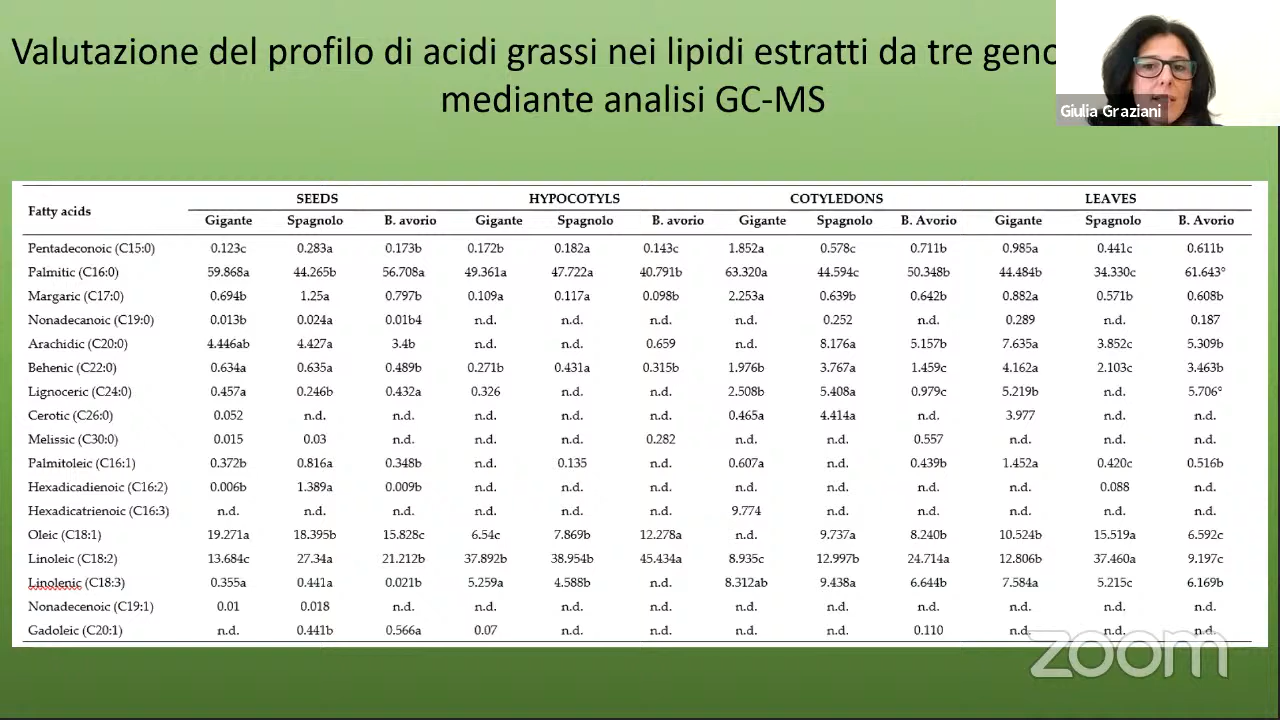 Valutazione del profilo di acidi grassi nei lipidi estratti da tre
mediante analisi GC-MS
Giulia Graziani
Fatty acids SEEDS HYPOCOTYLS COTYLEDONS LEAVES
Gigante Spagnolo B. avorio Gigante Spagnolo B. avorio Gigante Spagnolo B. Avorio Gigante Spagnolo B. Avorio
Pentadeconoic (C15:0) 0.123c 0.283a 0.173b 0.172b 0.182a 0.143c 1.852a 0.578c 0.711b 0.985a 0.441c 0.611b
Palmitic (C16:0) 59.868a 44.265b 56.708a 49.361a 47.722a 40.791b 63.320a 44.594c 50.348b 44.484b 34.330c 61.643°
Margaric (C17:0) 0.694b 1.25a 0.797b 0.109a 0.117a 0.098b 2.253a 0.639b 0.642b 0.882a 0.571b 0.608b
Nonadecanoic (C19:0) 0.013b 0.024a 0.01b4 n.d. n.d. n.d. n.d. 0.252 n.d. 0.289 n.d. 0.187
Arachidic (C20:0) 4.446ab 4.427a 3.4b n.d. n.d. 0.659 n.d. 8.176a 5.157b 7.635a 3.852c 5.309b
Behenic (C22:0) 0.634a 0.635a 0.489b 0.271b 0.431a 0.315b 1.976b 3.767a 1.459c 4.162a 2.103c 3.463b
Lignoceric (C24:0) 0.457a 0.246b 0.432a 0.326 n.d. n.d. 2.508b 5.408a 0.979c 5.219b n.d. 5.706°
Cerotic (C26:0) 0.052 n.d. n.d. n.d. n.d. n.d. 0.465a 4.414a n.d. 3.977 n.d. n.d.
Melissic (C30:0) 0.015 0.03 n.d. n.d. n.d. 0.282 n.d. n.d. 0.557 n.d. n.d. n.d.
Palmitoleic (C16:1) 0.372b 0.816a 0.348b n.d. 0.135 n.d. 0.607a n.d. 0.439b 1.452a 0.420c 0.516b
Hexadicadienoic (C16:2) 0.006b 1.389a 0.009b n.d. n.d. n.d. n.d. n.d. n.d. n.d. 0.088 n.d.
Hexadicatrienoic (C16:3) n.d. n.d. n.d. n.d. n.d. n.d. 9.774 n.d. n.d. n.d. n.d. n.d.
Oleic (C18:1) 19.271a 18.395b 15.828c 6.54c 7.869b 12.278a n.d. 9.737a 8.240b 10.524b 15.519a 6.592c
Linoleic (C18:2) 13.684c 27.34a 21.212b 37.892b 38.954b 45.434a 8.935c 12.997b 24.714a 12.806b 37.460a 9.197c
Linolenic (C18:3) 0.355a 0.441a 0.021b 5.259a 4.588b n.d. 8.312ab 9.438a 6.644b 7.584a 5.215c 6.169b
Nonadecenoic (C19:1) 0.01 0.018 n.d. n.d. n.d. n.d. n.d. n.d. n.d. n.d. n.d. n.d.
Gadoleic (C20:1) n.d. 0.441b 0.566a 0.07 n.d. n.d. n.d. n.d. 0.110 n.d. n.d. n.d.
zoom